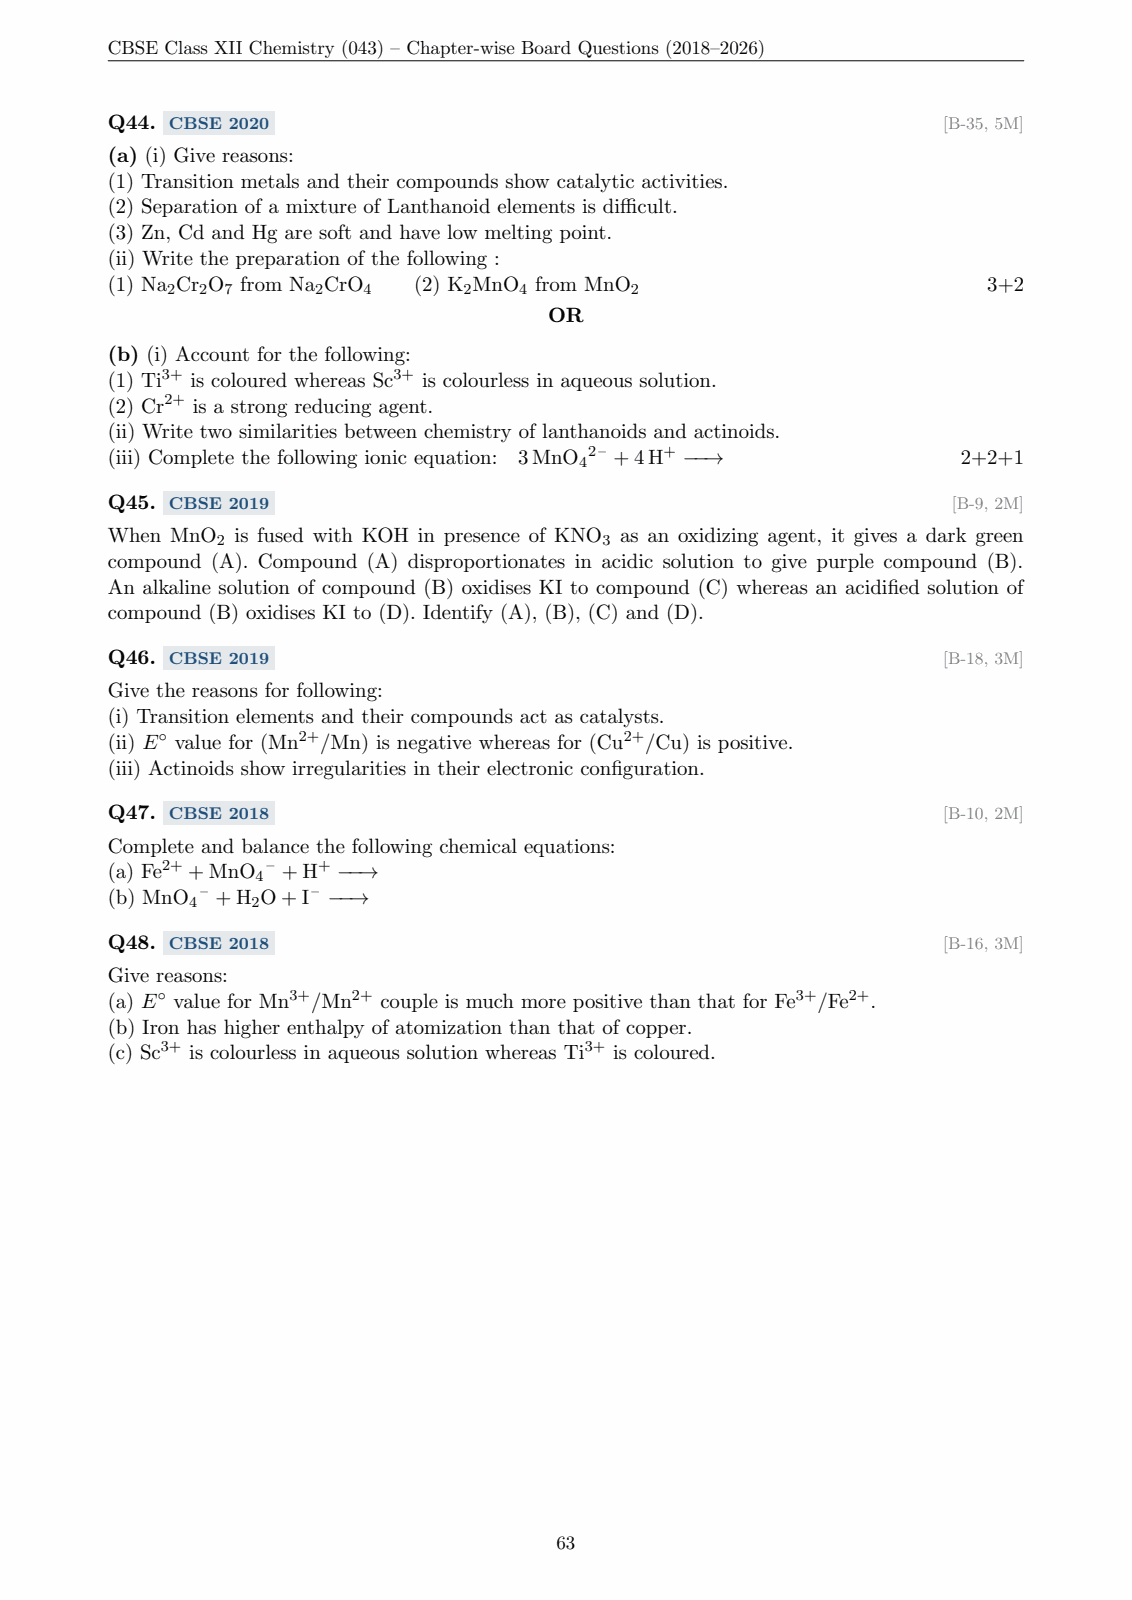 CBSE Class XII Chemistry (043) – Chapter-wise Board Questions (2018–2026)
Q44. CBSE 2020 [B-35, 5M]
(a) (i) Give reasons:
(1) Transition metals and their compounds show catalytic activities.
(2) Separation of a mixture of Lanthanoid elements is difficult.
(3) Zn, Cd and Hg are soft and have low melting point.
(ii) Write the preparation of the following :
(1) Na₂Cr₂O₇ from Na₂CrO₄ (2) K₂MnO₄ from MnO₂ 3+2
OR
(b) (i) Account for the following:
(1) Ti³⁺ is coloured whereas Sc³⁺ is colourless in aqueous solution.
(2) Cr²⁺ is a strong reducing agent.
(ii) Write two similarities between chemistry of lanthanoids and actinoids.
(iii) Complete the following ionic equation: 3 MnO₄²⁻ + 4 H⁺ ⟶ 2+2+1
Q45. CBSE 2019 [B-9, 2M]
When MnO₂ is fused with KOH in presence of KNO₃ as an oxidizing agent, it gives a dark green
compound (A). Compound (A) disproportionates in acidic solution to give purple compound (B).
An alkaline solution of compound (B) oxidises KI to compound (C) whereas an acidified solution of
compound (B) oxidises KI to (D). Identify (A), (B), (C) and (D).
Q46. CBSE 2019 [B-18, 3M]
Give the reasons for following:
(i) Transition elements and their compounds act as catalysts.
(ii) E° value for (Mn²⁺/Mn) is negative whereas for (Cu²⁺/Cu) is positive.
(iii) Actinoids show irregularities in their electronic configuration.
Q47. CBSE 2018 [B-10, 2M]
Complete and balance the following chemical equations:
(a) Fe²⁺ + MnO₄⁻ + H⁺ ⟶
(b) MnO₄⁻ + H₂O + I⁻ ⟶
Q48. CBSE 2018 [B-16, 3M]
Give reasons:
(a) E° value for Mn³⁺/Mn²⁺ couple is much more positive than that for Fe³⁺/Fe²⁺.
(b) Iron has higher enthalpy of atomization than that of copper.
(c) Sc³⁺ is colourless in aqueous solution whereas Ti³⁺ is coloured.
63